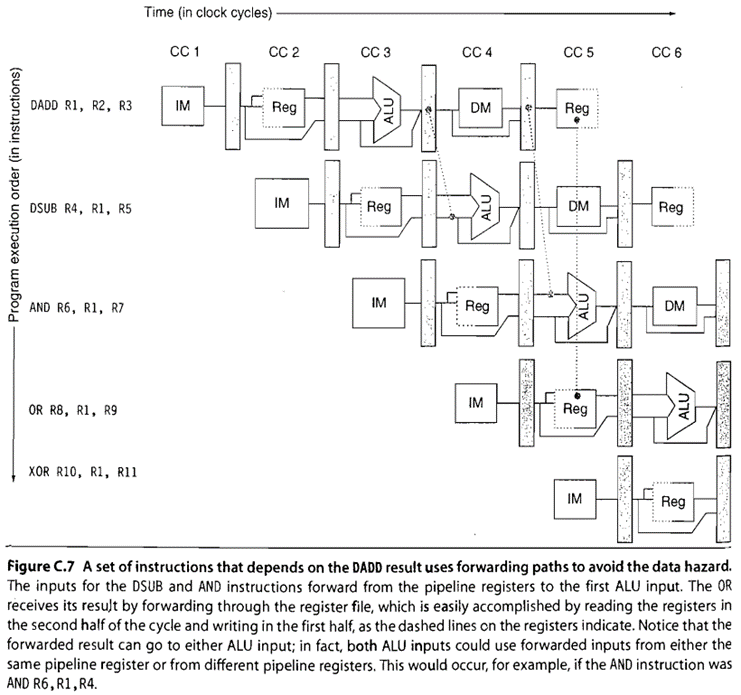 Time (in clock cycles)
CC 1 CC 2 CC 3 CC 4 CC 5 CC 6
Program execution order (in instructions)
DADD R1, R2, R3
IM Reg ALU DM Reg
DSUB R4, R1, R5
IM Reg ALU DM Reg
AND R6, R1, R7
IM Reg ALU DM
OR R8, R1, R9
IM Reg ALU
XOR R10, R1, R11
IM Reg
Figure C.7 A set of instructions that depends on the DADD result uses forwarding paths to avoid the data hazard.
The inputs for the DSUB and AND instructions forward from the pipeline registers to the first ALU input. The OR
receives its result by forwarding through the register file, which is easily accomplished by reading the registers in
the second half of the cycle and writing in the first half, as the dashed lines on the registers indicate. Notice that the
forwarded result can go to either ALU input; in fact, both ALU inputs could use forwarded inputs from either the
same pipeline register or from different pipeline registers. This would occur, for example, if the AND instruction was
AND R6,R1,R4.